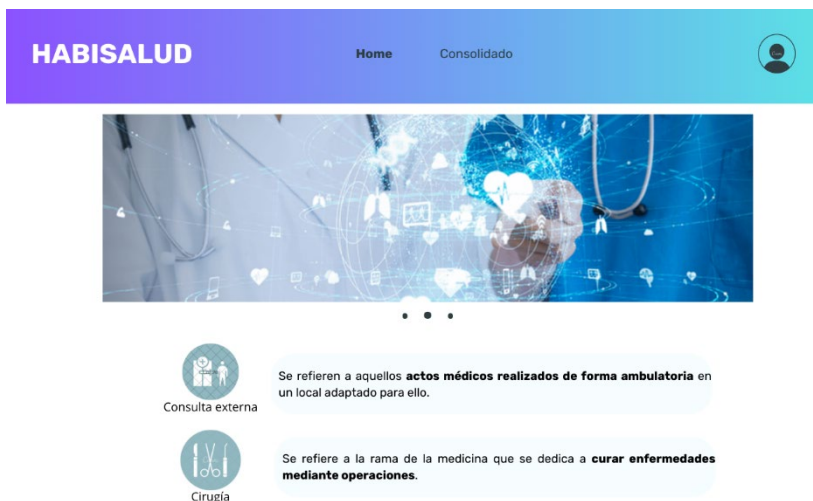 HABISALUD
Home
Consolidado
Se refieren a aquellos actos médicos realizados de forma ambulatoria en
un local adaptado para ello.
Consulta externa
Se refiere a la rama de la medicina que se dedica a curar enfermedades
mediante operaciones.
Cirugía